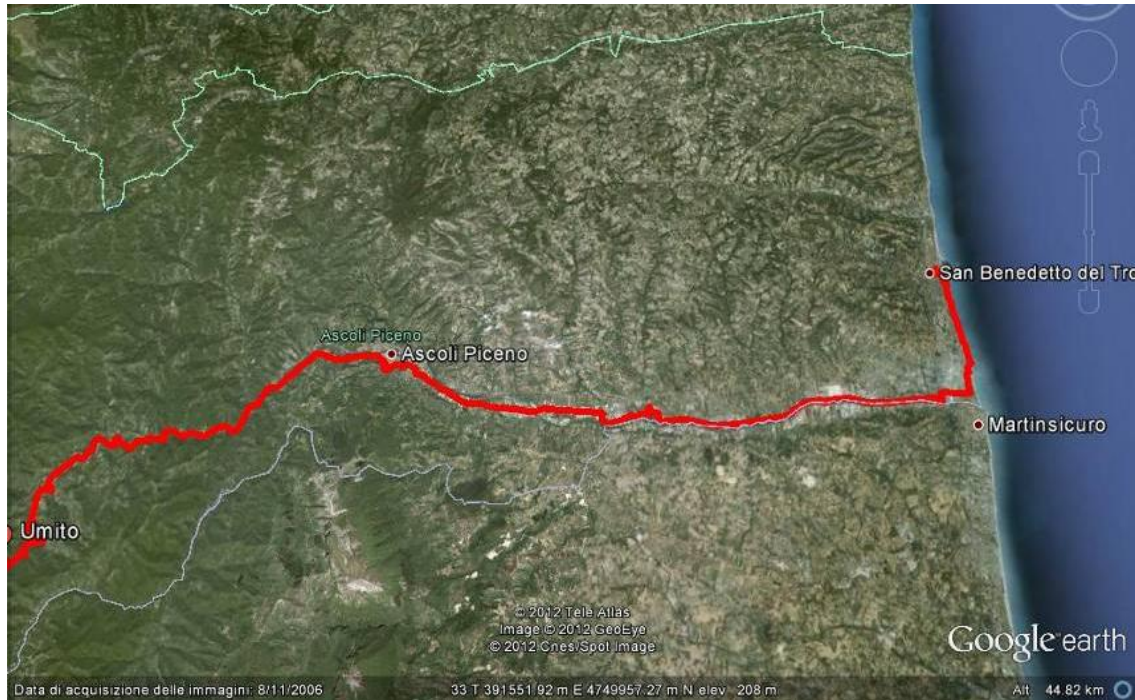 San Benedetto del Tro
Ascoli Piceno
Ascoli Piceno
Martinsicuro
Umito
© 2012 Tele Atlas
Image © 2012 GeoEye
© 2012 Cnes/Spot Image
Google earth
Data di acquisizione delle immagini: 8/11/2006 33 T 391551.92 m E 4749957.27 m N elev 208 m Alt 44.82 km